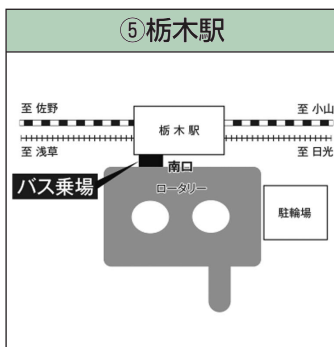 ⑤栃木駅
至 佐野
至 小山
栃木駅
至 浅草
至 日光
バス乗場
南口
ロータリー
駐輪場